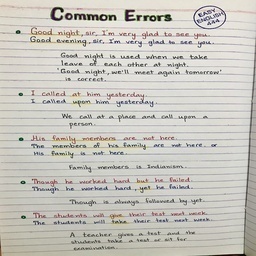 Common Errors
EASY ENGLISH 444
Good night, sir, I'm very glad to see you.
Good evening, sir, I'm very glad to see you.
Good night is used when we take
leave of each other at night.
'Good night, we'll meet again tomorrow'
is correct.
I called at him yesterday.
I called upon him yesterday.
We call at a place and call upon a
person.
His family members are not here.
The members of his family are not here. or
His family is not here.
Family members is Indianism.
Though he worked hard but he failed.
Though he worked hard, yet he failed.
Though is always followed by yet.
The students will give their test next week.
The students will take their test next week.
A teacher gives a test and the
students take a test or sit for
examination.